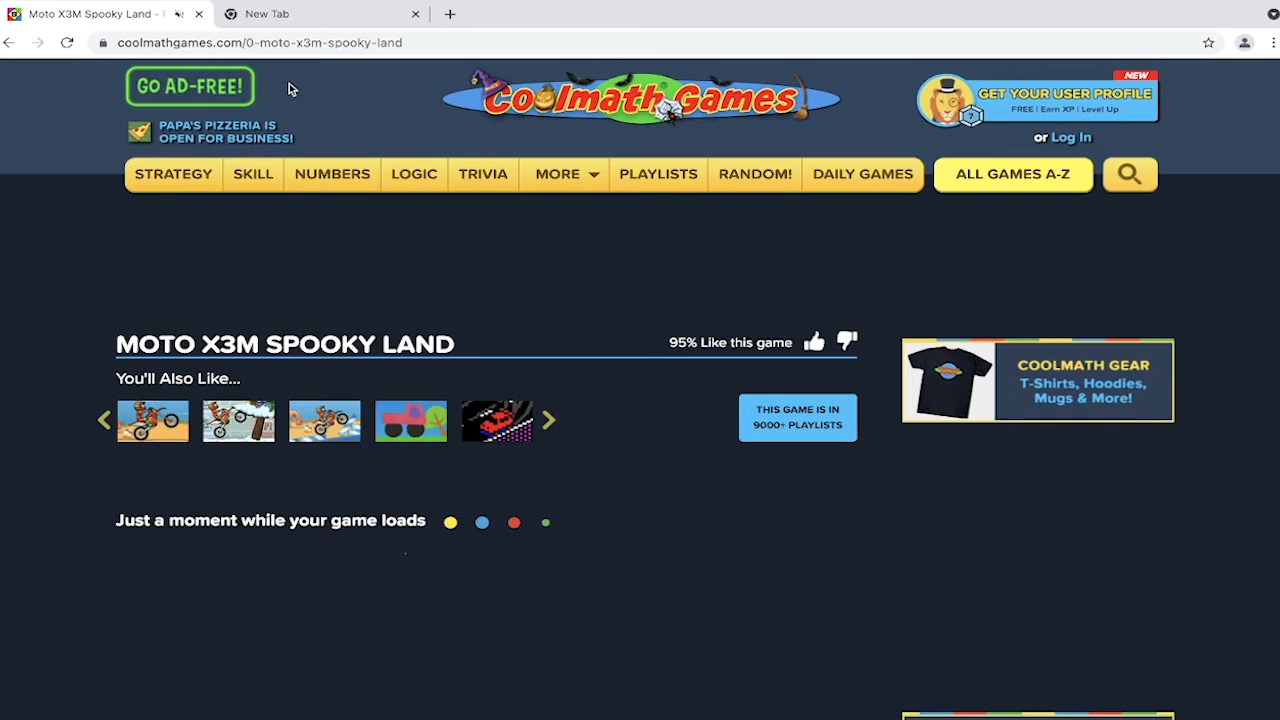 Moto X3M Spooky Land -
New Tab
coolmathgames.com/0-moto-x3m-spooky-land
GO AD-FREE!
Coolmath Games
NEW
GET YOUR USER PROFILE
FREE | Earn XP | Level Up
?
PAPA'S PIZZERIA IS
OPEN FOR BUSINESS!
or Log In
STRATEGY SKILL NUMBERS LOGIC TRIVIA MORE PLAYLISTS RANDOM! DAILY GAMES ALL GAMES A-Z
MOTO X3M SPOOKY LAND
95% Like this game
You'll Also Like...
THIS GAME IS IN
9000+ PLAYLISTS
COOLMATH GEAR
T-Shirts, Hoodies,
Mugs & More!
Just a moment while your game loads